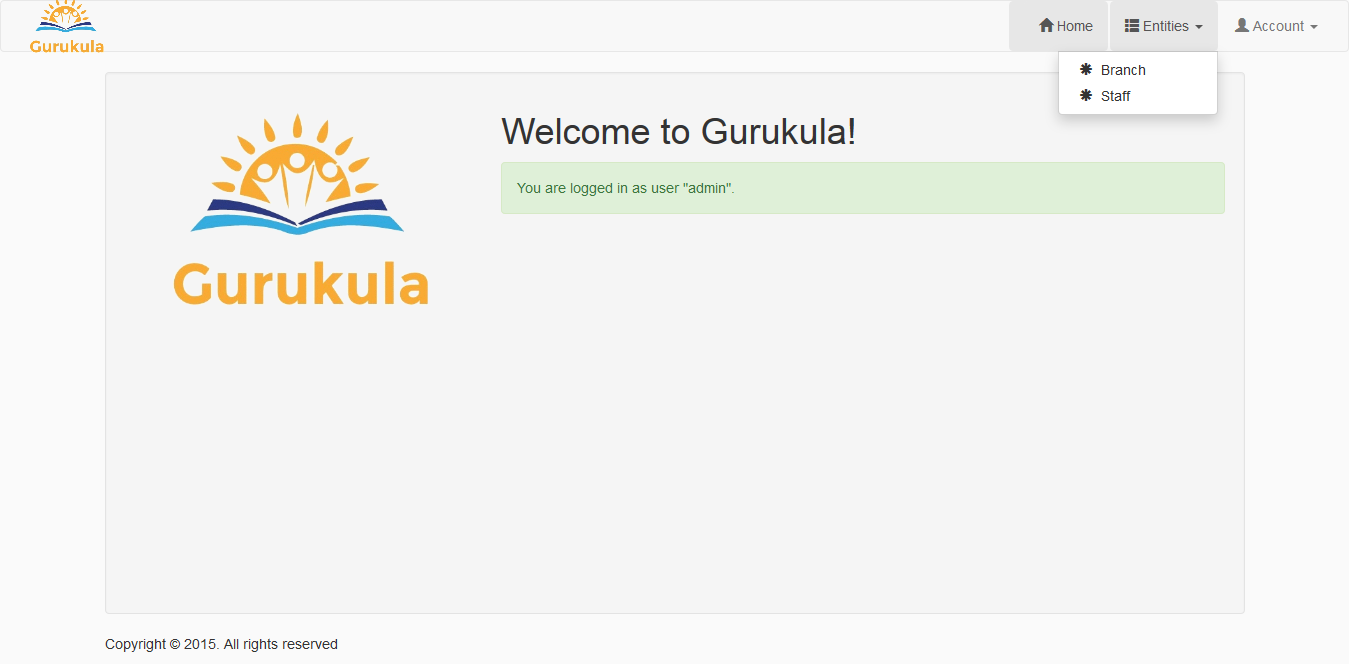 Gurukula
Home
Entities
Account
Branch
Staff
Gurukula
Welcome to Gurukula!
You are logged in as user "admin".
Copyright © 2015. All rights reserved